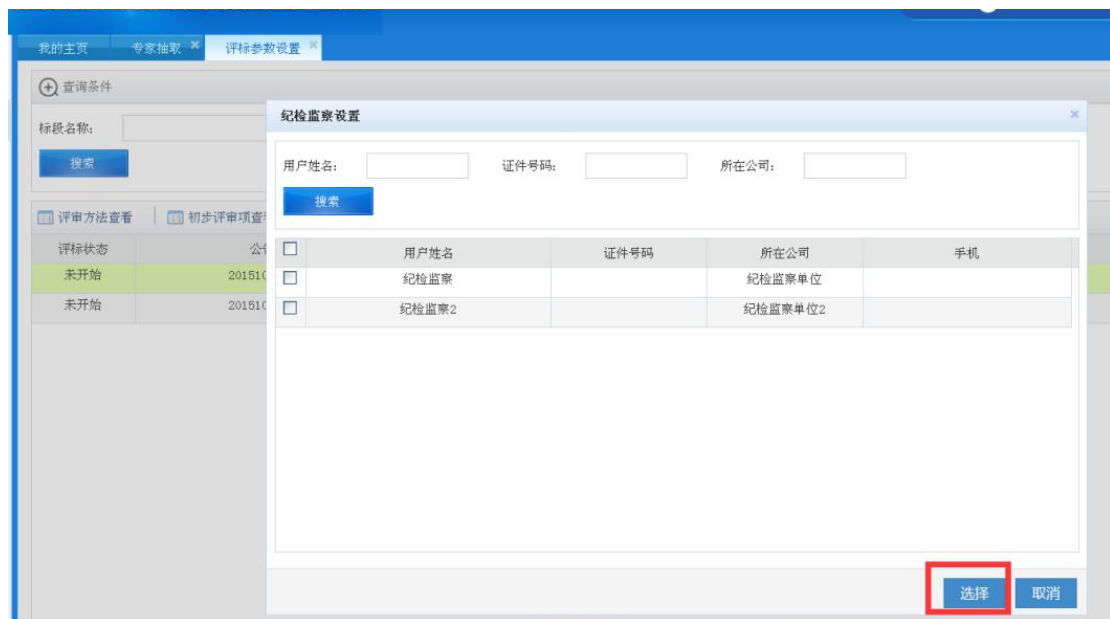 我的主页 专家抽取 评标参数设置
查询条件
标段名称:
搜索
评审方法查看 初步评审项查
评标状态 公
未开始 201510
未开始 201510
纪检监察设置
用户姓名: 证件号码: 所在公司:
搜索
用户姓名 证件号码 所在公司 手机
纪检监察 纪检监察单位
纪检监察2 纪检监察单位2
选择 取消